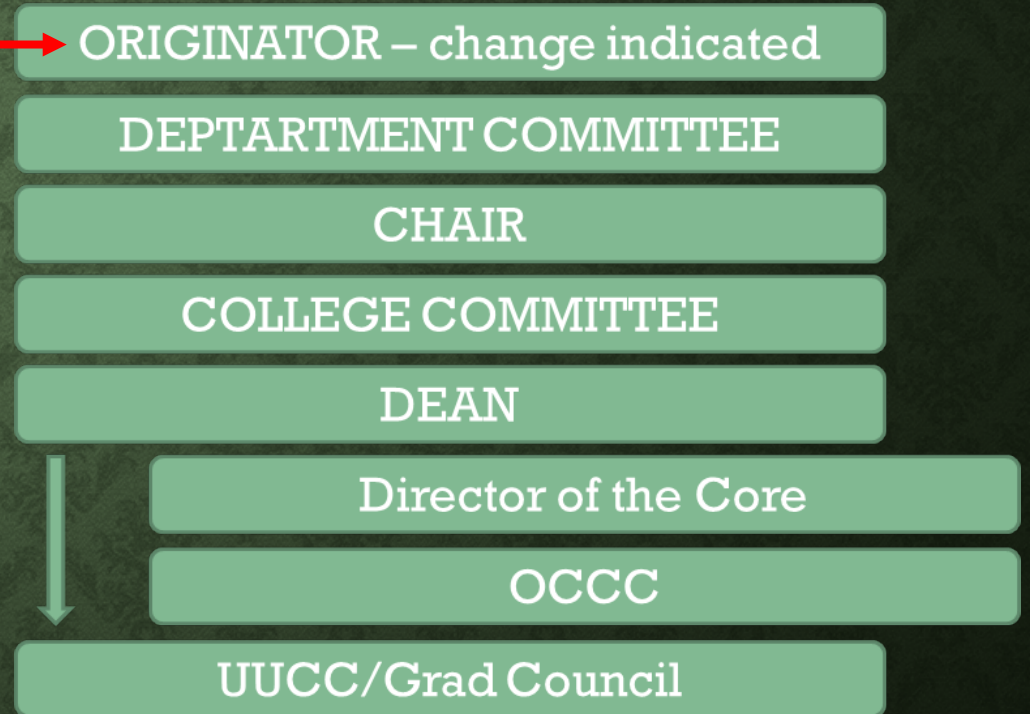 ORIGINATOR – change indicated
DEPTARTMENT COMMITTEE
CHAIR
COLLEGE COMMITTEE
DEAN
Director of the Core
OCCC
UUCC/Grad Council